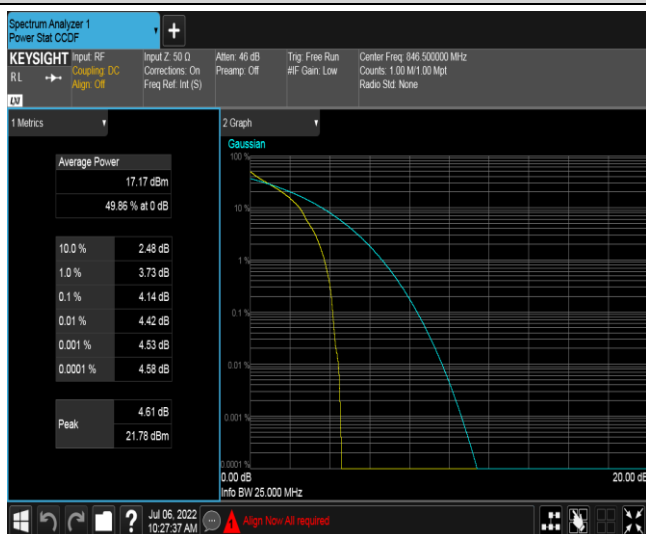 Spectrum Analyzer 1
Power Stat CCDF
+
KEYSIGHT
RL
LXI
Input: RF
Coupling: DC
Align: Off
Input Z: 50 Ω
Corrections: On
Freq Ref: Int (S)
Atten: 46 dB
Preamp: Off
Trig: Free Run
#IF Gain: Low
Center Freq: 846.500000 MHz
Counts: 1.00 M/1.00 Mpt
Radio Std: None
1 Metrics
Average Power
17.17 dBm
49.86 % at 0 dB
10.0 % 2.48 dB
1.0 % 3.73 dB
0.1 % 4.14 dB
0.01 % 4.42 dB
0.001 % 4.53 dB
0.0001 % 4.58 dB
Peak
4.61 dB
21.78 dBm
2 Graph
Gaussian
100 %
10 %
1 %
0.1 %
0.01 %
0.001 %
0.0001 %
0.00 dB
20.00 dB
Info BW 25.000 MHz
?
Jul 06, 2022
10:27:37 AM
Align Now All required